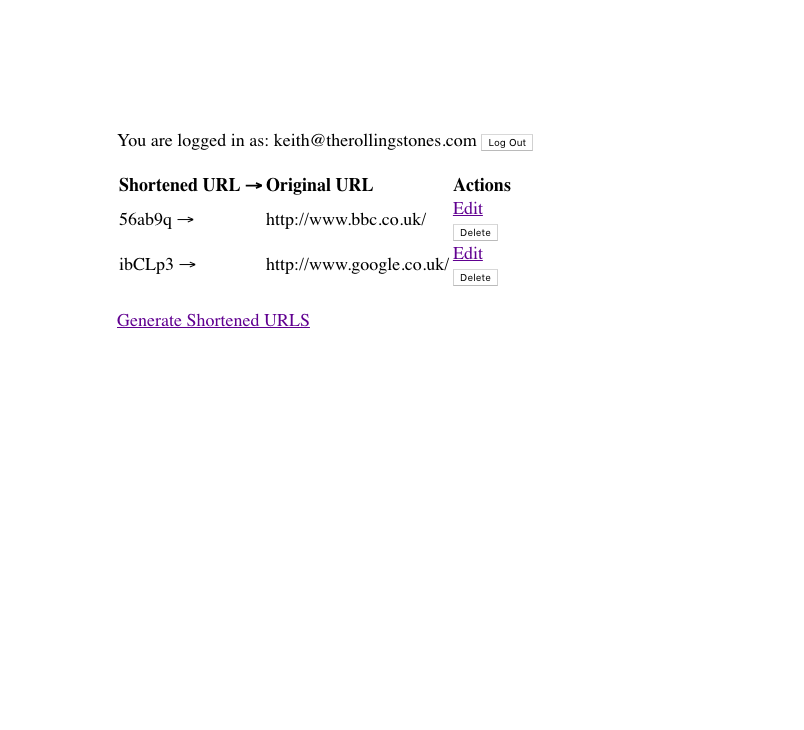 You are logged in as: keith@therollingstones.com Log Out
Shortened URL → Original URL Actions
56ab9q → http://www.bbc.co.uk/ Edit
Delete
ibCLp3 → http://www.google.co.uk/ Edit
Delete
Generate Shortened URLS